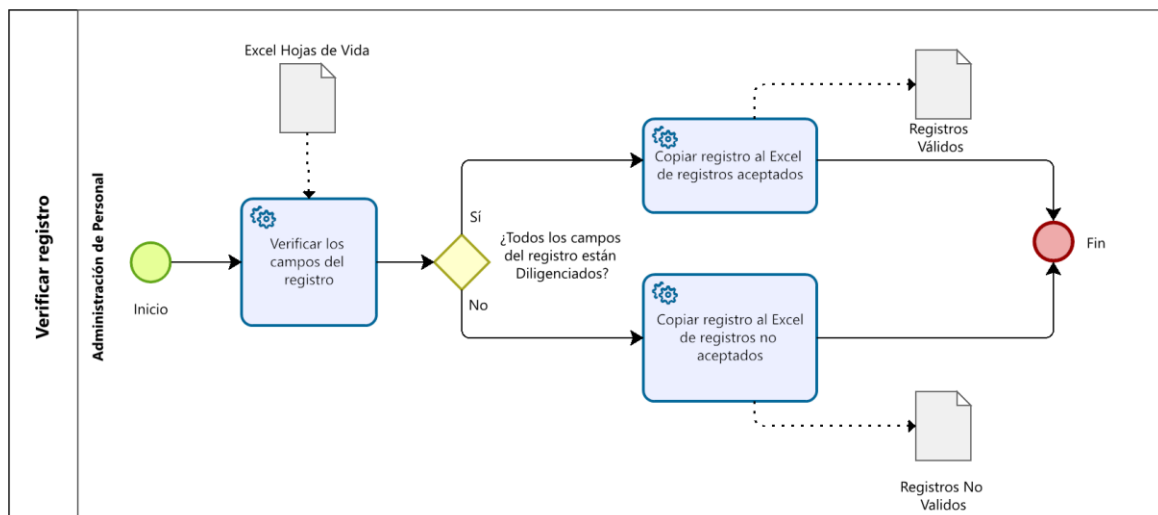 Verificar registro
Administración de Personal
Excel Hojas de Vida
Inicio
Verificar los
campos del
registro
Sí
¿Todos los campos
del registro están
Diligenciados?
No
Copiar registro al Excel
de registros aceptados
Registros
Válidos
Copiar registro al Excel
de registros no
aceptados
Registros No
Validos
Fin